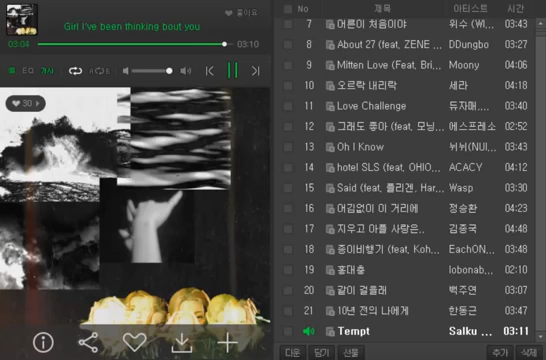 좋아요
Girl I've been thinking bout you
03:04 03:10
EQ 가사
30
No 제목 아티스트 시간
7 어른이 처음이야 위수 (WI,... 03:43
8 About 27 (feat, ZENE ... DDungbo 03:27
9 Mitten Love (Feat, Bri... Moony 04:06
10 오르락 내리락 세라 04:18
11 Love Challenge 듀자매,... 03:40
12 그래도 좋아 (feat, 모닝... 에스프레소 02:52
13 Oh I Know 뉘뉘(NUI... 03:43
14 hotel SLS (feat, OHIO... ACACY 04:12
15 Said (feat, 플리겐, Har... Wasp 03:30
16 어김없이 이 거리에 정승환 04:23
17 지우고 아플 사랑은.. 김종국 04:48
18 종이비행기 (feat, Koh... EachON... 03:48
19 홍대출 lobonab... 02:10
20 같이 걸을래 백주연 03:07
21 10년 전의 나에게 한동근 03:47
Tempt Salku ... 03:11
다운 담기 선물 추가 삭제